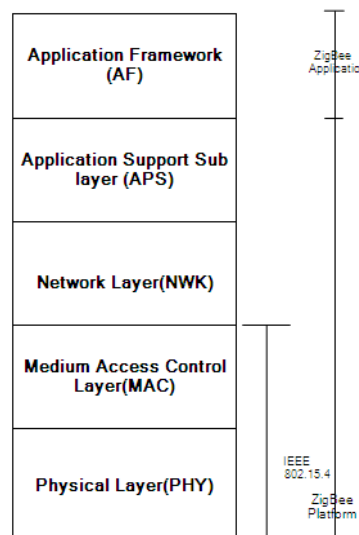 Application Framework
(AF)
ZigBee
Applicatio
Application Support Sub
layer (APS)
Network Layer(NWK)
Medium Access Control
Layer(MAC)
IEEE
802.15.4
Physical Layer(PHY)
ZigBee
Platform